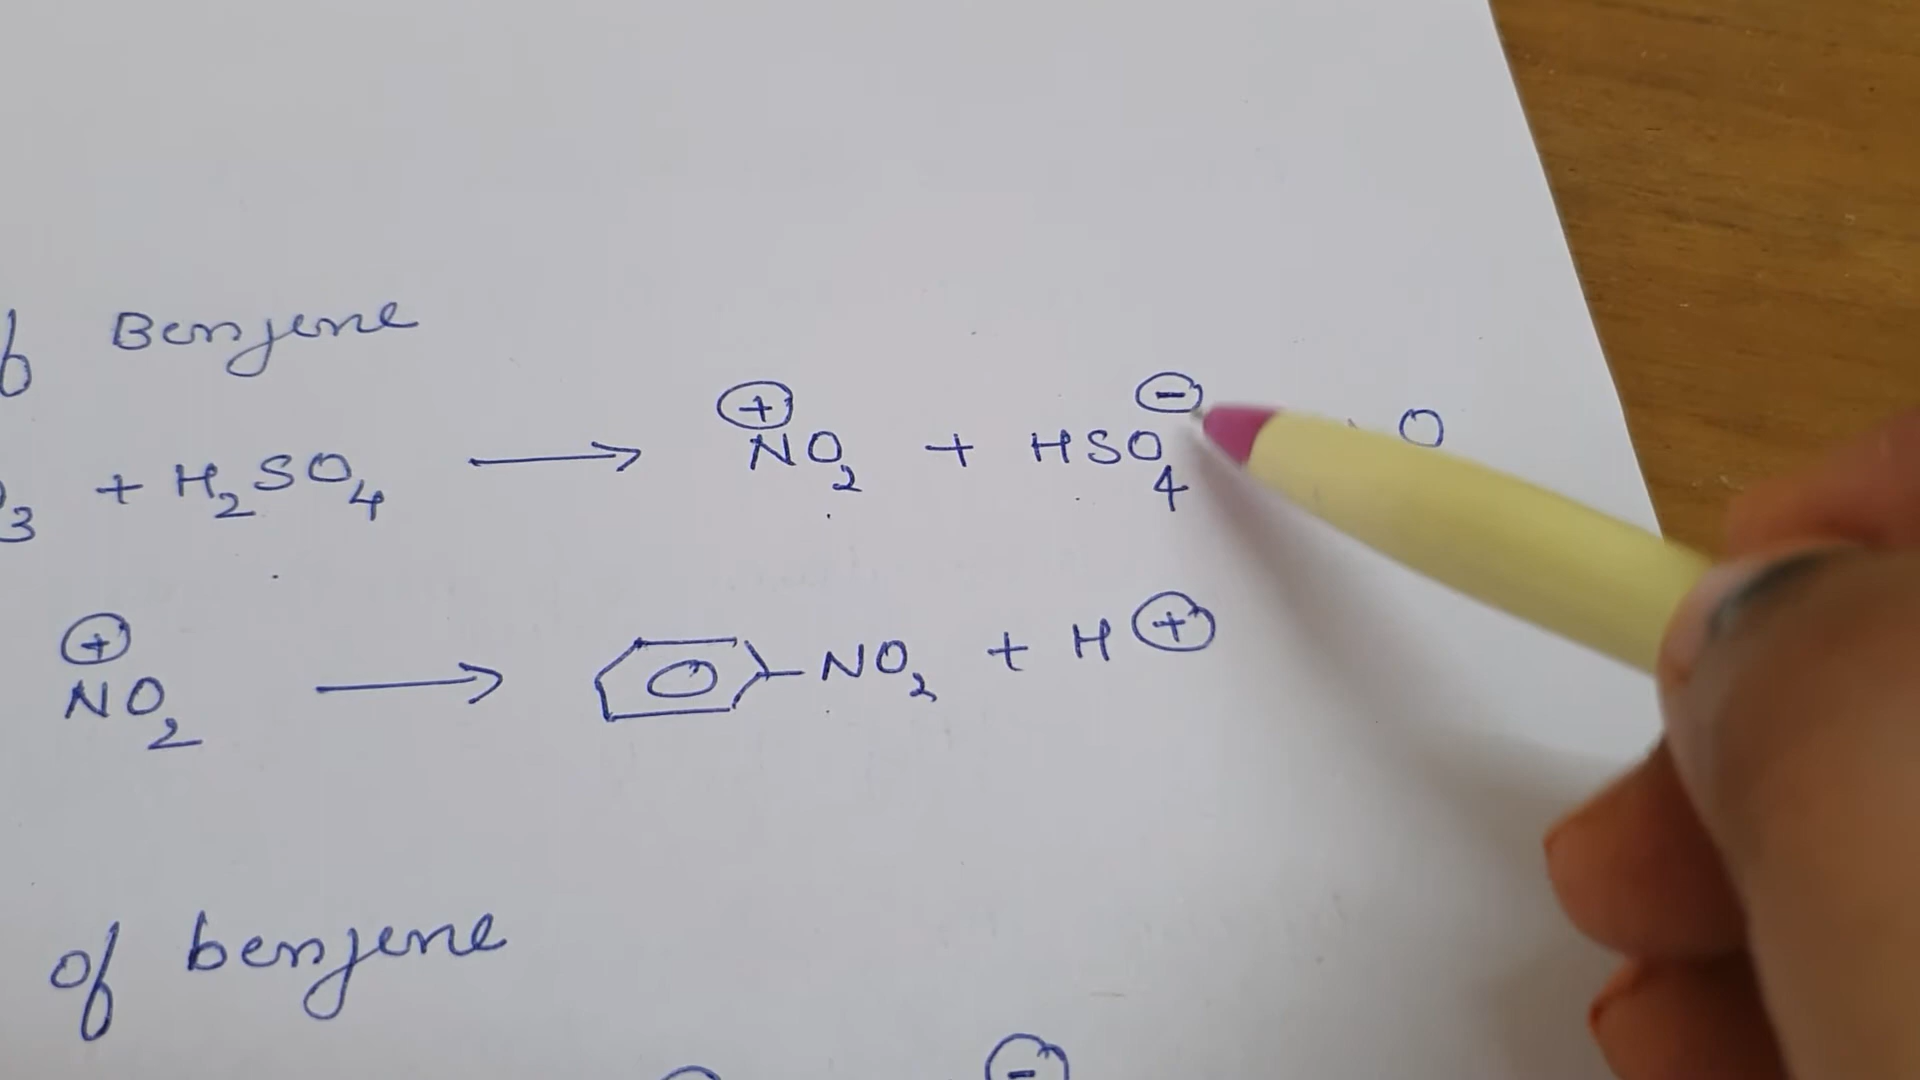 Benzene
3 + H₂SO₄ ⟶ ⊕NO₂ + HSO₄⊖ O
⊕NO₂ ⟶ ⌬-NO₂ + H⊕
of benzene
⊖